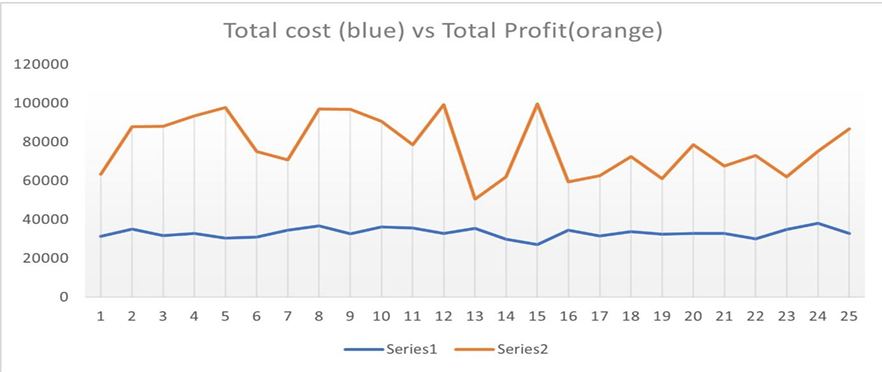 Total cost (blue) vs Total Profit(orange)
120000
100000
80000
60000
40000
20000
0
1 2 3 4 5 6 7 8 9 10 11 12 13 14 15 16 17 18 19 20 21 22 23 24 25
Series1 Series2